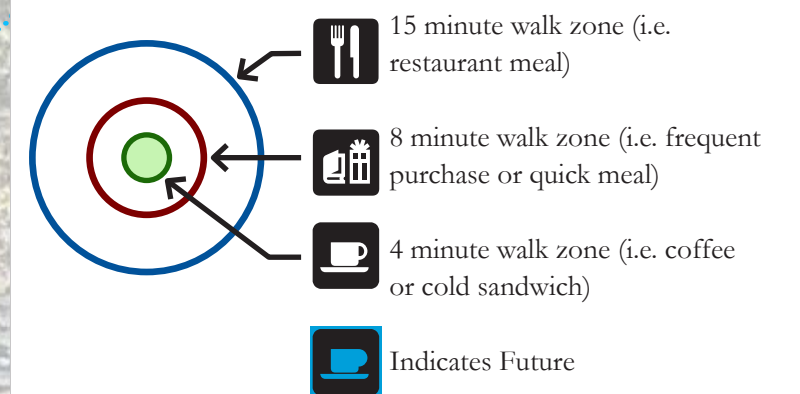 15 minute walk zone (i.e.
restaurant meal)
8 minute walk zone (i.e. frequent
purchase or quick meal)
4 minute walk zone (i.e. coffee
or cold sandwich)
Indicates Future